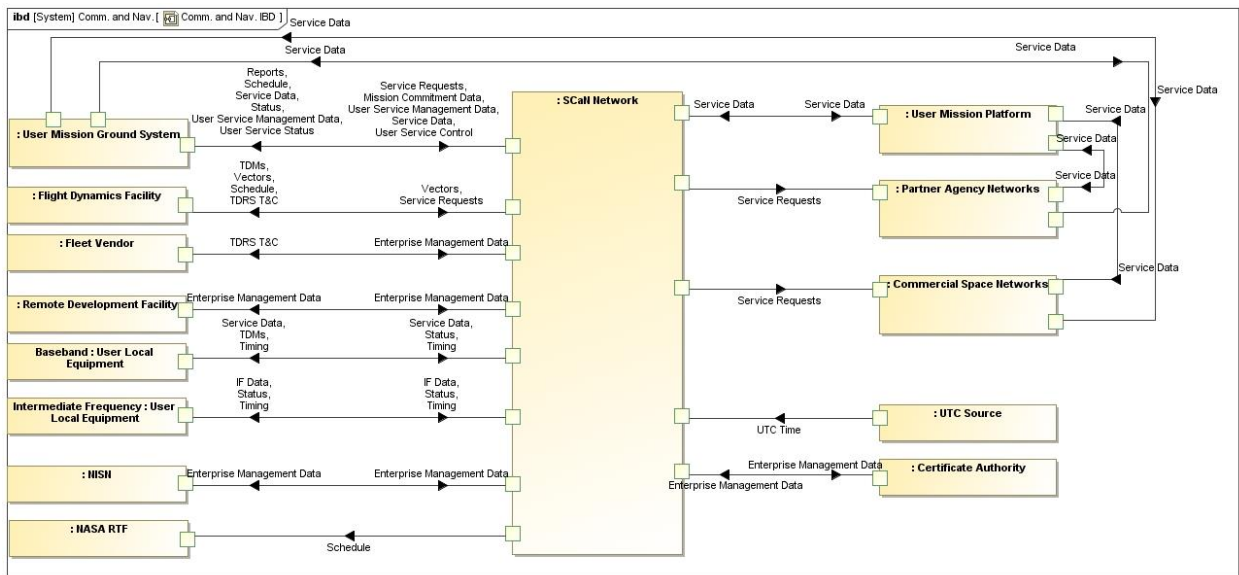 ibd [System] Comm. and Nav. [ Comm. and Nav. IBD ]
Service Data
Service Data
Service Data
Reports,
Schedule,
Service Data,
Status,
User Service Management Data,
User Service Status
Service Requests,
Mission Commitment Data,
User Service Management Data,
Service Data,
User Service Control
: SCaN Network
: User Mission Ground System
Service Data
Service Data
: User Mission Platform
Service Data
Service Data
Service Data
Service Data
: Flight Dynamics Facility
TDMs,
Vectors,
Schedule,
TDRS T&C
Vectors,
Service Requests
Service Requests
: Partner Agency Networks
: Fleet Vendor
TDRS T&C
Enterprise Management Data
: Remote Development Facility
Enterprise Management Data
Enterprise Management Data
Service Requests
: Commercial Space Networks
Service Data
Baseband : User Local
Equipment
Service Data,
TDMs,
Timing
Service Data,
Status,
Timing
Intermediate Frequency : User
Local Equipment
IF Data,
Status,
Timing
IF Data,
Status,
Timing
UTC Time
: UTC Source
: NISN
Enterprise Management Data
Enterprise Management Data
Enterprise Management Data
Enterprise Management Data
: Certificate Authority
: NASA RTF
Schedule